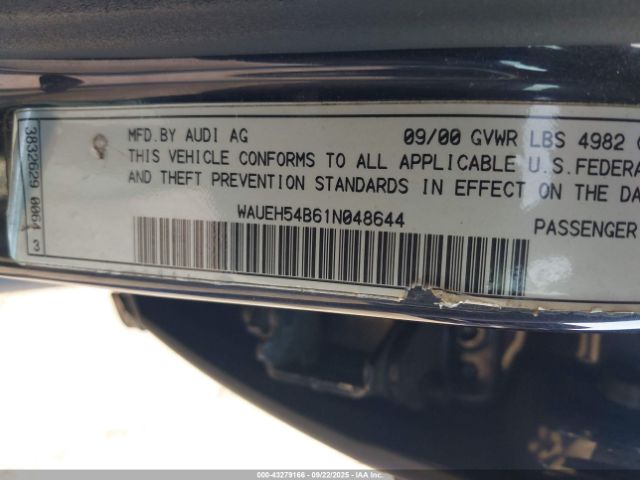 MFD.BY AUDI AG 09/00 GVWR LBS 4982
THIS VEHICLE CONFORMS TO ALL APPLICABLE U.S.FEDERA
AND THEFT PREVENTION STANDARDS IN EFFECT ON THE DA
WAUEH54B61N048644
PASSENGER
3832629 0064 3
000-43279166 | 09/22/2025 | IAA Inc.